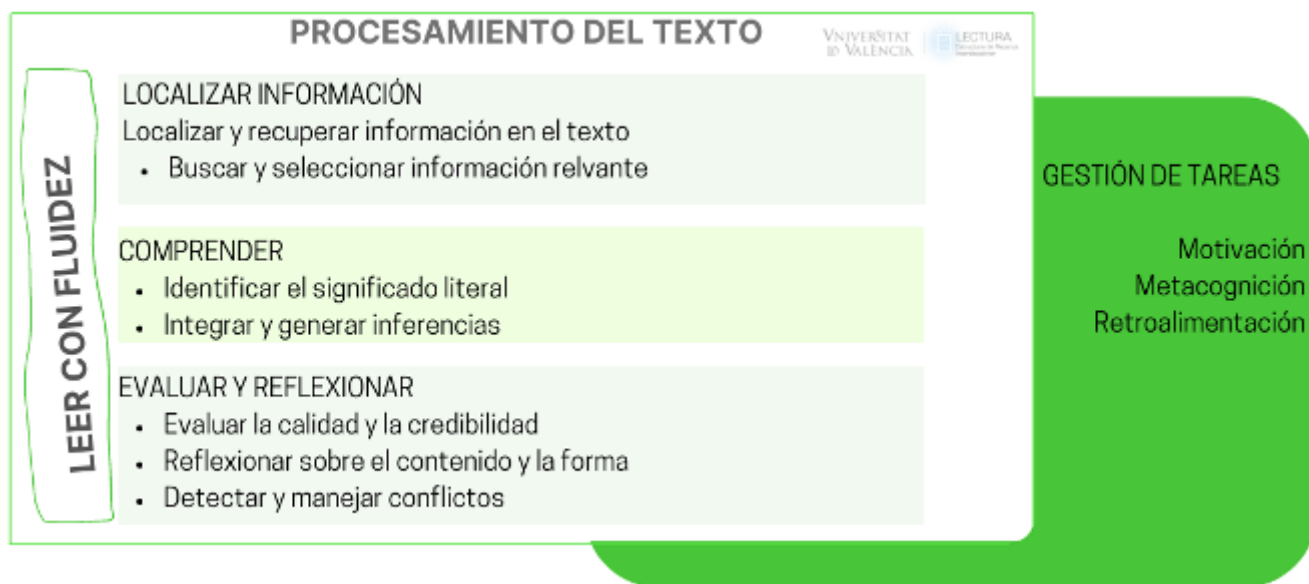 PROCESAMIENTO DEL TEXTO
VNIVERSITAT
ID VALÈNCIA
LECTURA
LEER CON FLUIDEZ
LOCALIZAR INFORMACIÓN
Localizar y recuperar información en el texto
• Buscar y seleccionar información relvante
COMPRENDER
• Identificar el significado literal
• Integrar y generar inferencias
EVALUAR Y REFLEXIONAR
• Evaluar la calidad y la credibilidad
• Reflexionar sobre el contenido y la forma
• Detectar y manejar conflictos
GESTIÓN DE TAREAS
Motivación
Metacognición
Retroalimentación